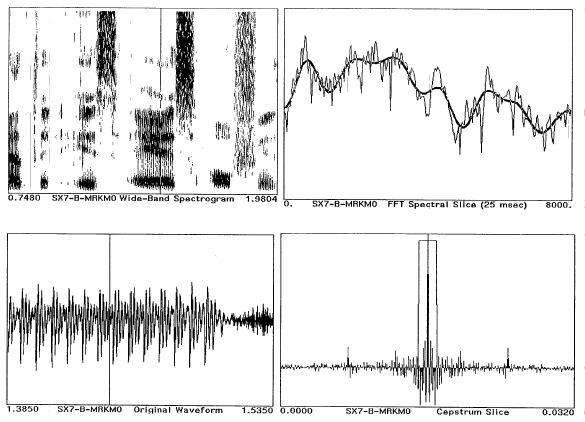 0.7480 SX7-B-MRKM0 Wide-Band Spectrogram 1.9804
0. SX7-B-MRKM0 FFT Spectral Slice (25 msec) 8000.
1.3850 SX7-B-MRKM0 Original Waveform 1.5350
0.0000 SX7-B-MRKM0 Cepstrum Slice 0.0320